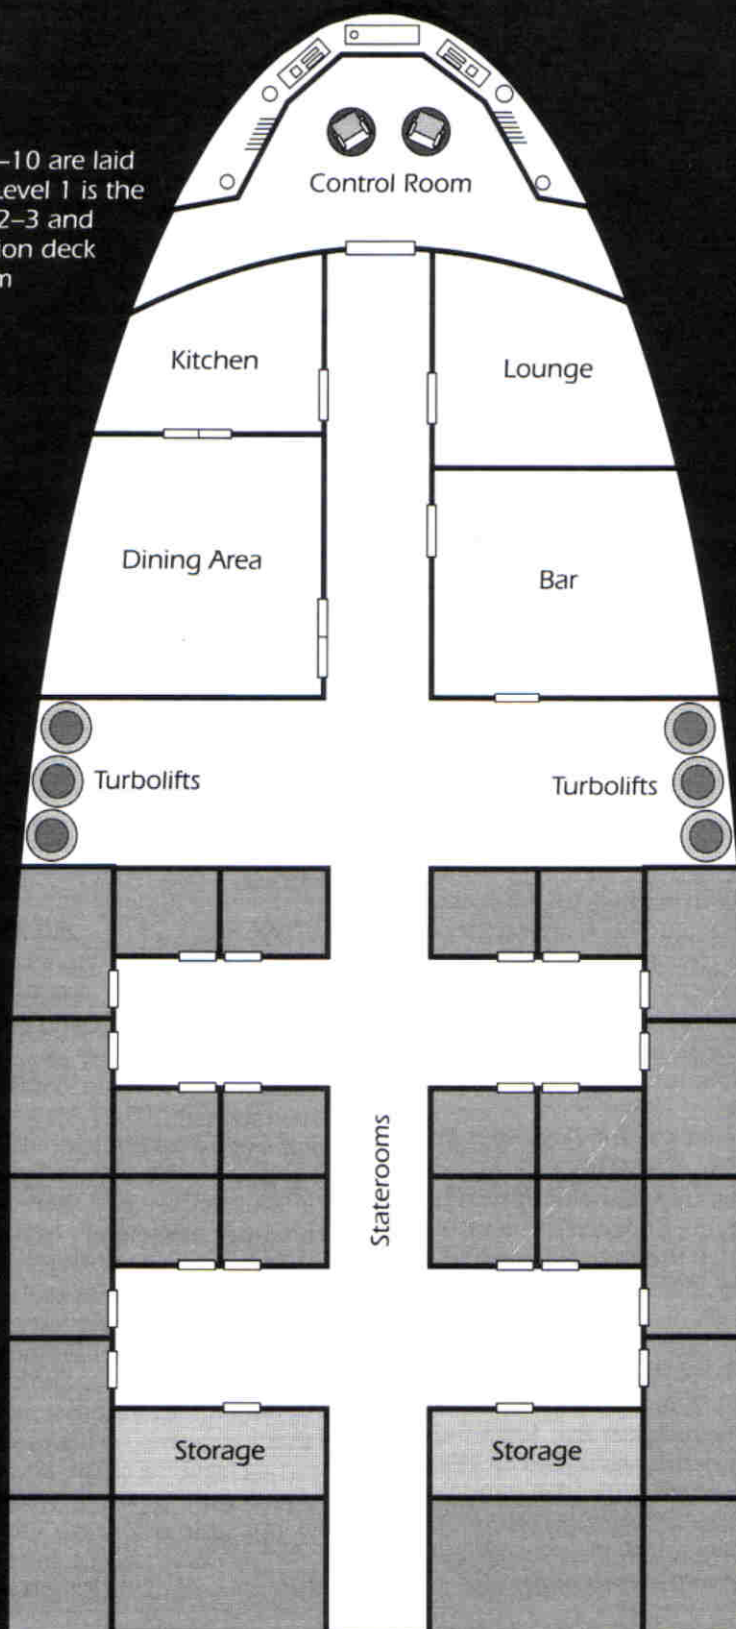 –10 are laid
Level 1 is the
2–3 and
ion deck
n
Control Room
Kitchen
Lounge
Dining Area
Bar
Turbolifts
Turbolifts
Staterooms
Storage
Storage